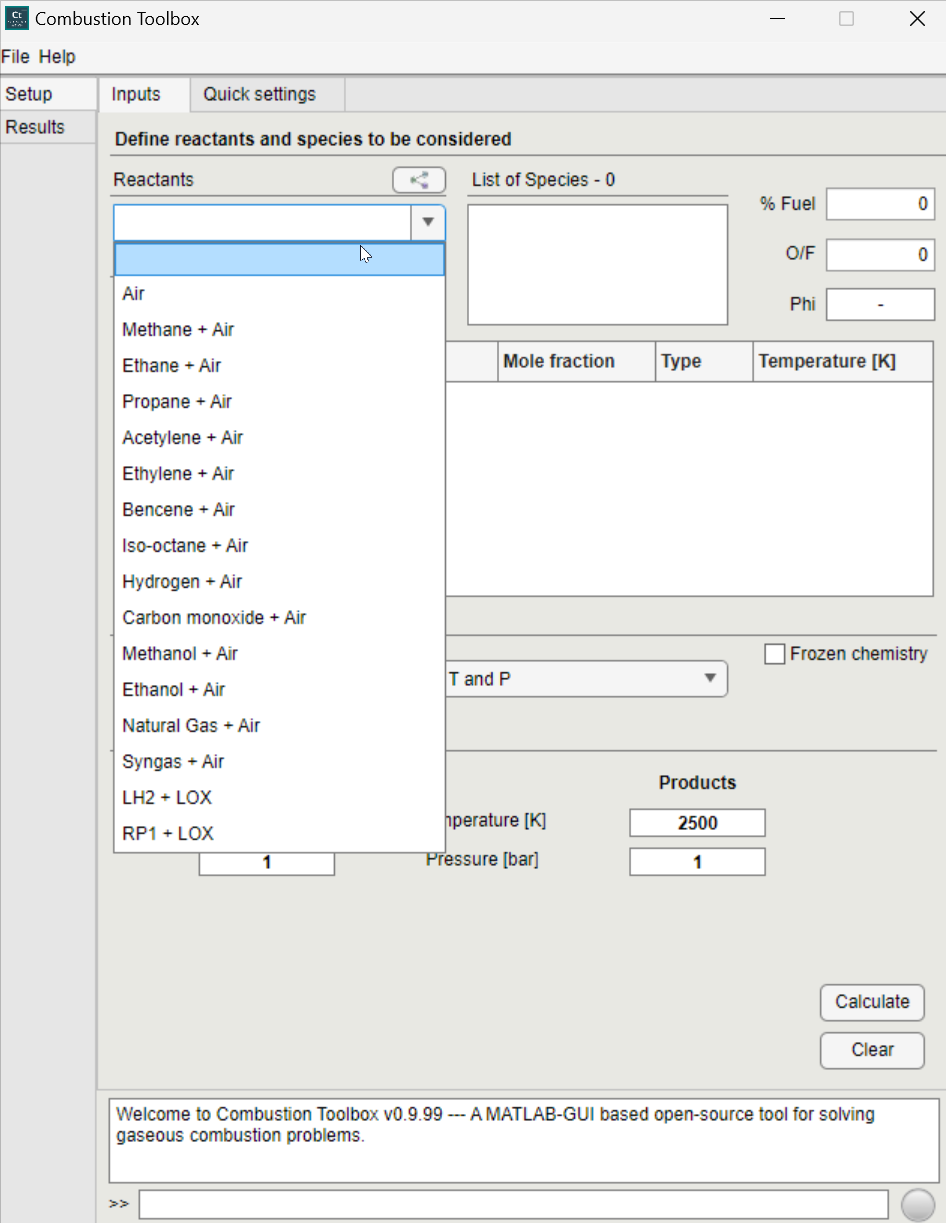 Ct
Combustion Toolbox
File Help
Setup
Results
Inputs
Quick settings
Define reactants and species to be considered
Reactants
List of Species - 0
% Fuel 0
O/F 0
Phi -
Air
Methane + Air
Ethane + Air
Propane + Air
Acetylene + Air
Ethylene + Air
Bencene + Air
Iso-octane + Air
Hydrogen + Air
Carbon monoxide + Air
Methanol + Air
Ethanol + Air
Natural Gas + Air
Syngas + Air
LH2 + LOX
RP1 + LOX
Mole fraction Type Temperature [K]
T and P
Frozen chemistry
Products
mperature [K] 2500
1 Pressure [bar] 1
Calculate
Clear
Welcome to Combustion Toolbox v0.9.99 --- A MATLAB-GUI based open-source tool for solving
gaseous combustion problems.
>>